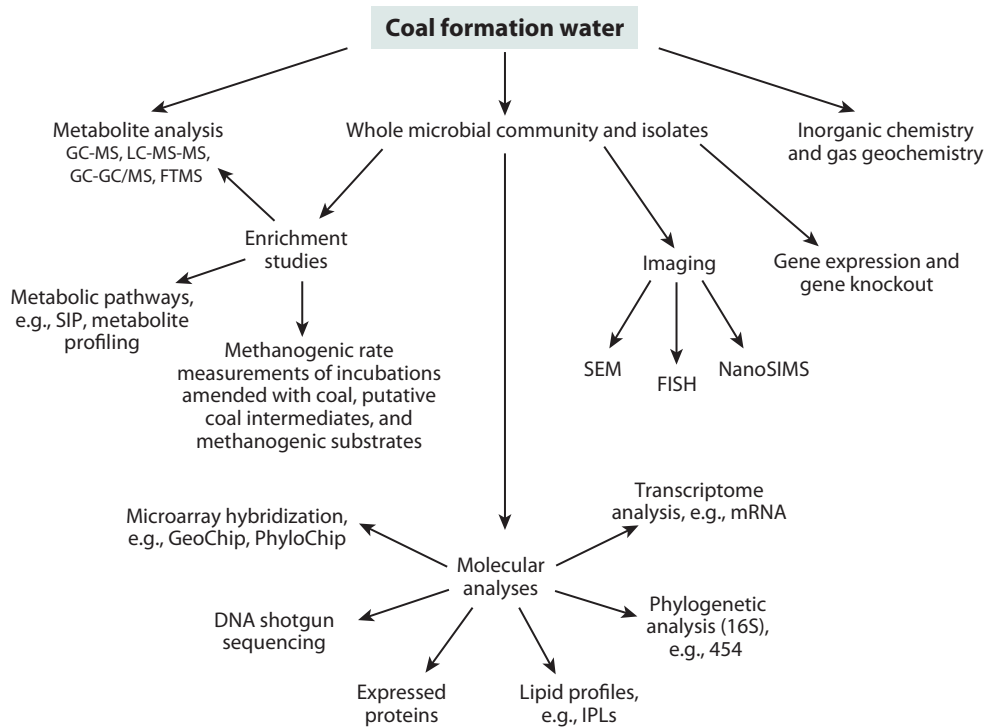 Coal formation water
Metabolite analysis
GC-MS, LC-MS-MS,
GC-GC/MS, FTMS
Whole microbial community and isolates
Inorganic chemistry
and gas geochemistry
Enrichment
studies
Imaging
Gene expression and
gene knockout
Metabolic pathways,
e.g., SIP, metabolite
profiling
Methanogenic rate
measurements of incubations
amended with coal, putative
coal intermediates, and
methanogenic substrates
SEM
FISH
NanoSIMS
Microarray hybridization,
e.g., GeoChip, PhyloChip
Transcriptome
analysis, e.g., mRNA
Molecular
analyses
DNA shotgun
sequencing
Phylogenetic
analysis (16S),
e.g., 454
Expressed
proteins
Lipid profiles,
e.g., IPLs